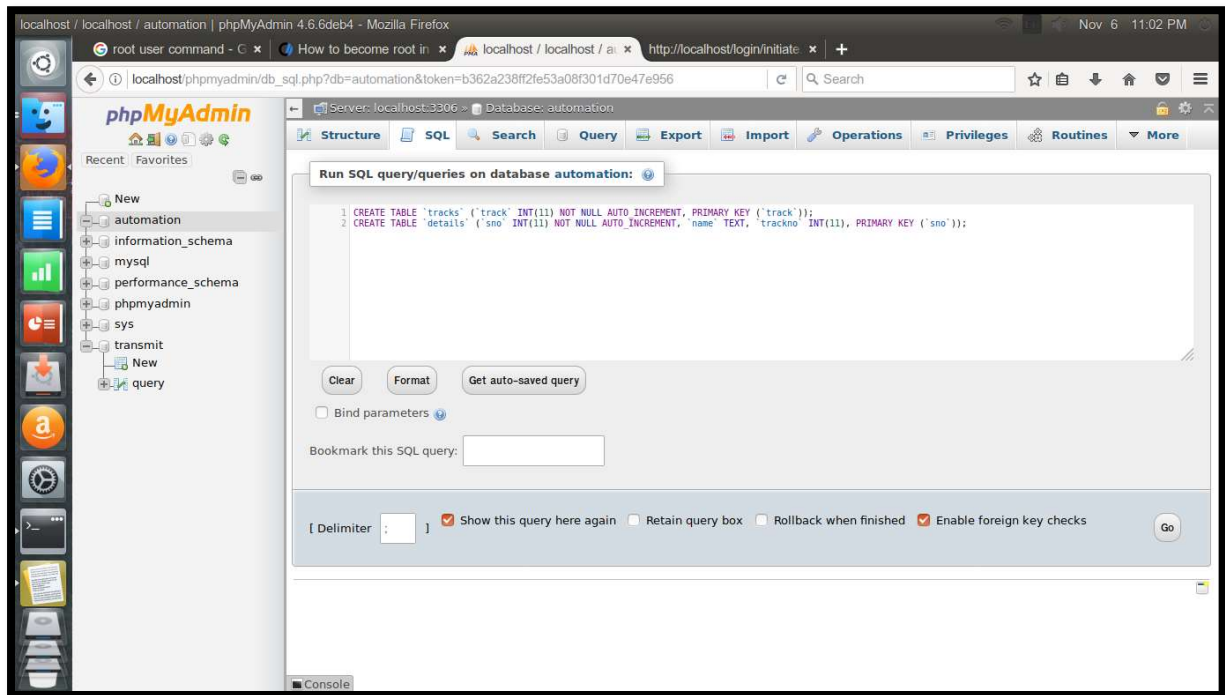 localhost / localhost / automation | phpMyAdmin 4.6.6deb4 - Mozilla Firefox
Nov 6 11:02 PM
root user command - G ×
How to become root in ×
localhost / localhost / au ×
http://localhost/login/initiate ×
+
localhost/phpmyadmin/db_sql.php?db=automation&token=b362a238ff2fe53a08f301d70e47e956
Search
phpMyAdmin
Recent Favorites
New
automation
information_schema
mysql
performance_schema
phpmyadmin
sys
transmit
New
query
Server: localhost:3306 » Database: automation
Structure SQL Search Query Export Import Operations Privileges Routines More
Run SQL query/queries on database automation:
1 CREATE TABLE `tracks` (`track` INT(11) NOT NULL AUTO_INCREMENT, PRIMARY KEY (`track`));
2 CREATE TABLE `details` (`sno` INT(11) NOT NULL AUTO_INCREMENT, `name` TEXT, `trackno` INT(11), PRIMARY KEY (`sno`));
Clear Format Get auto-saved query
Bind parameters
Bookmark this SQL query:
[ Delimiter ; ] Show this query here again Retain query box Rollback when finished Enable foreign key checks
Go
Console